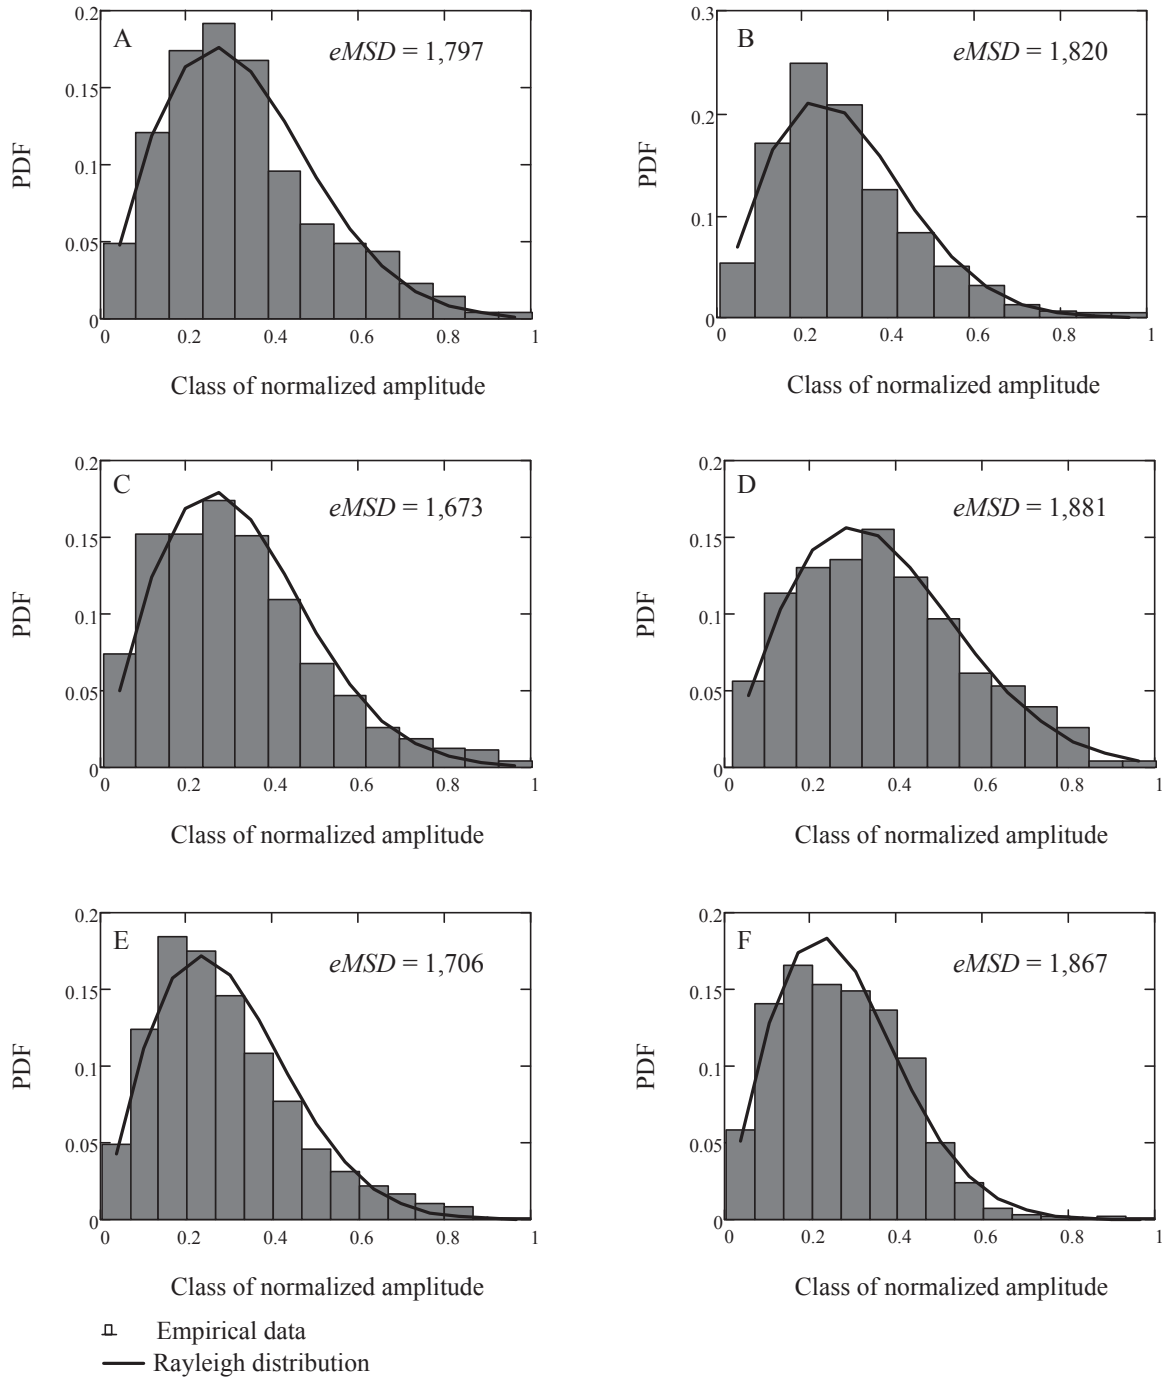 A
eMSD = 1,797
PDF
0.2
0.15
0.1
0.05
0
0 0.2 0.4 0.6 0.8 1
Class of normalized amplitude
B
eMSD = 1,820
PDF
0.3
0.2
0.1
0
0 0.2 0.4 0.6 0.8 1
Class of normalized amplitude
C
eMSD = 1,673
PDF
0.2
0.15
0.1
0.05
0
0 0.2 0.4 0.6 0.8 1
Class of normalized amplitude
D
eMSD = 1,881
PDF
0.2
0.15
0.1
0.05
0
0 0.2 0.4 0.6 0.8 1
Class of normalized amplitude
E
eMSD = 1,706
PDF
0.2
0.15
0.1
0.05
0
0 0.2 0.4 0.6 0.8 1
Class of normalized amplitude
F
eMSD = 1,867
PDF
0.2
0.15
0.1
0.05
0
0 0.2 0.4 0.6 0.8 1
Class of normalized amplitude
Empirical data
Rayleigh distribution